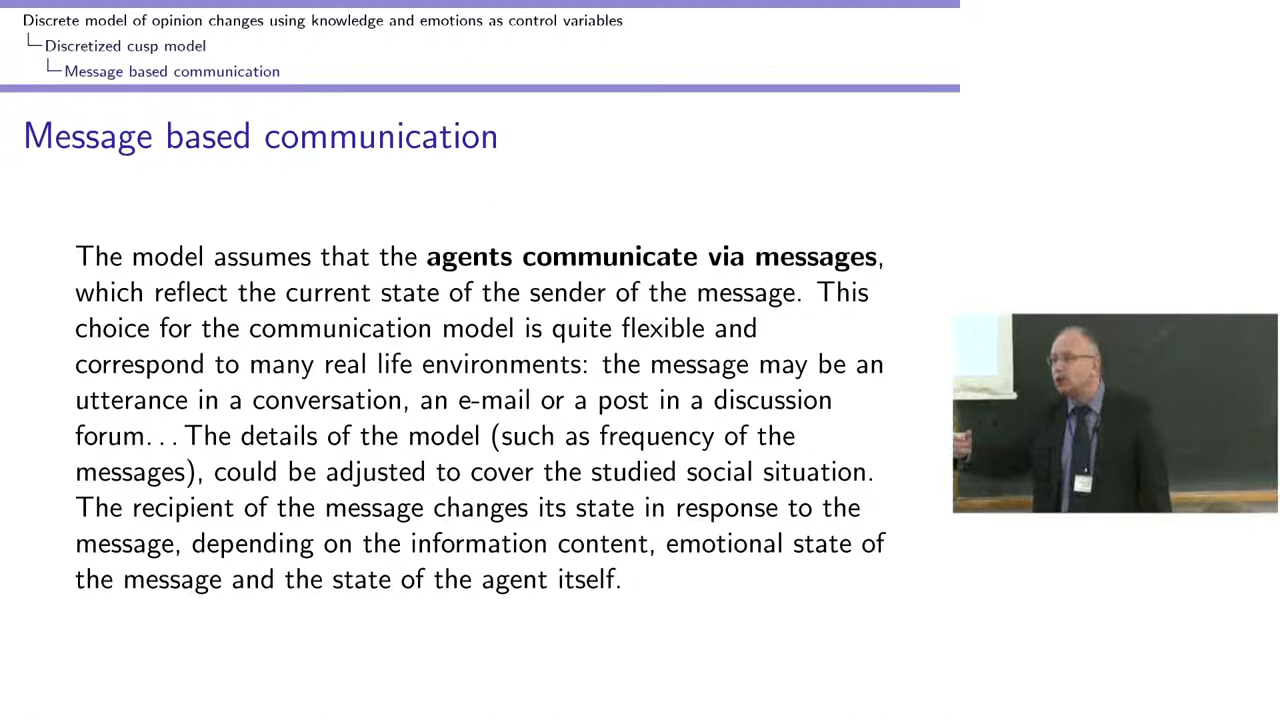 Discrete model of opinion changes using knowledge and emotions as control variables
Discretized cusp model
Message based communication
Message based communication
The model assumes that the agents communicate via messages,
which reflect the current state of the sender of the message. This
choice for the communication model is quite flexible and
correspond to many real life environments: the message may be an
utterance in a conversation, an e-mail or a post in a discussion
forum... The details of the model (such as frequency of the
messages), could be adjusted to cover the studied social situation.
The recipient of the message changes its state in response to the
message, depending on the information content, emotional state of
the message and the state of the agent itself.